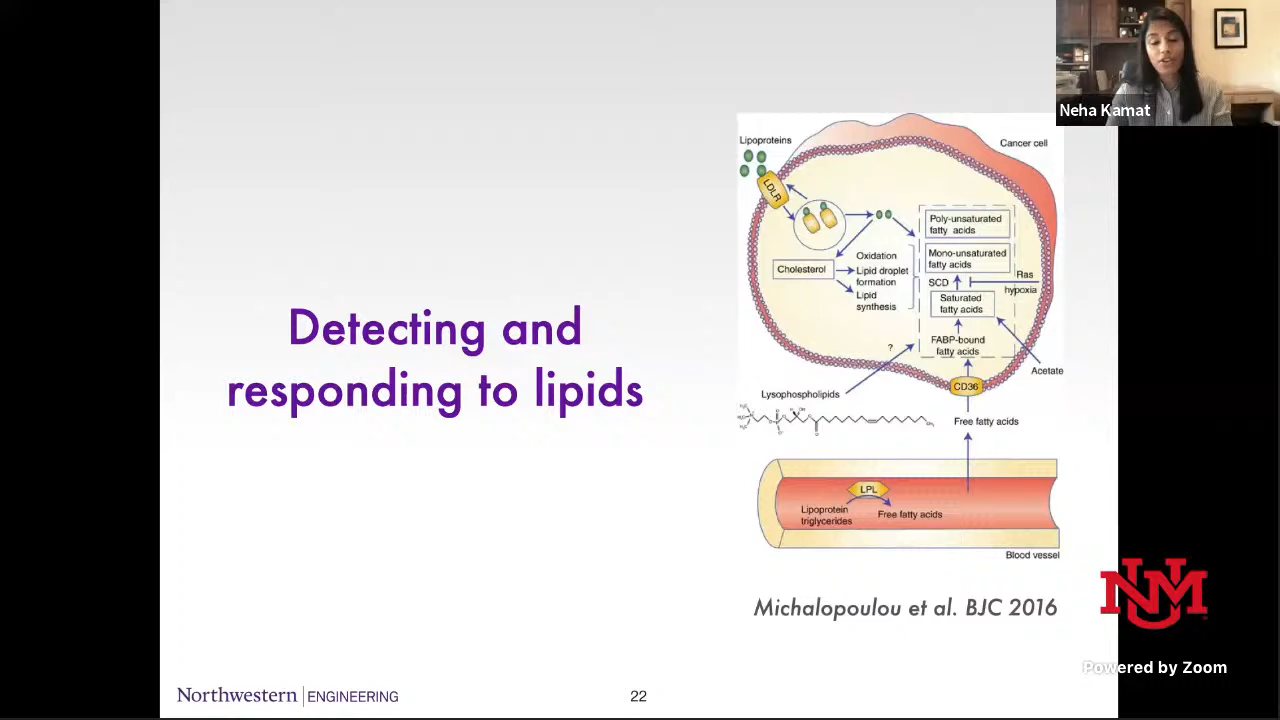 Neha Kamat
Detecting and
responding to lipids
Lipoproteins
Cancer cell
LDLR
Poly-unsaturated
fatty acids
Mono-unsaturated
fatty acids
Oxidation
Cholesterol
Lipid droplet
formation
Lipid
synthesis
SCD
Ras
hypoxia
Saturated
fatty acids
?
FABP-bound
fatty acids
Acetate
CD36
Lysophospholipids
Free fatty acids
LPL
Lipoprotein
triglycerides
Free fatty acids
Blood vessel
Michalopoulou et al. BJC 2016
UNM
Powered by Zoom
Northwestern | ENGINEERING
22